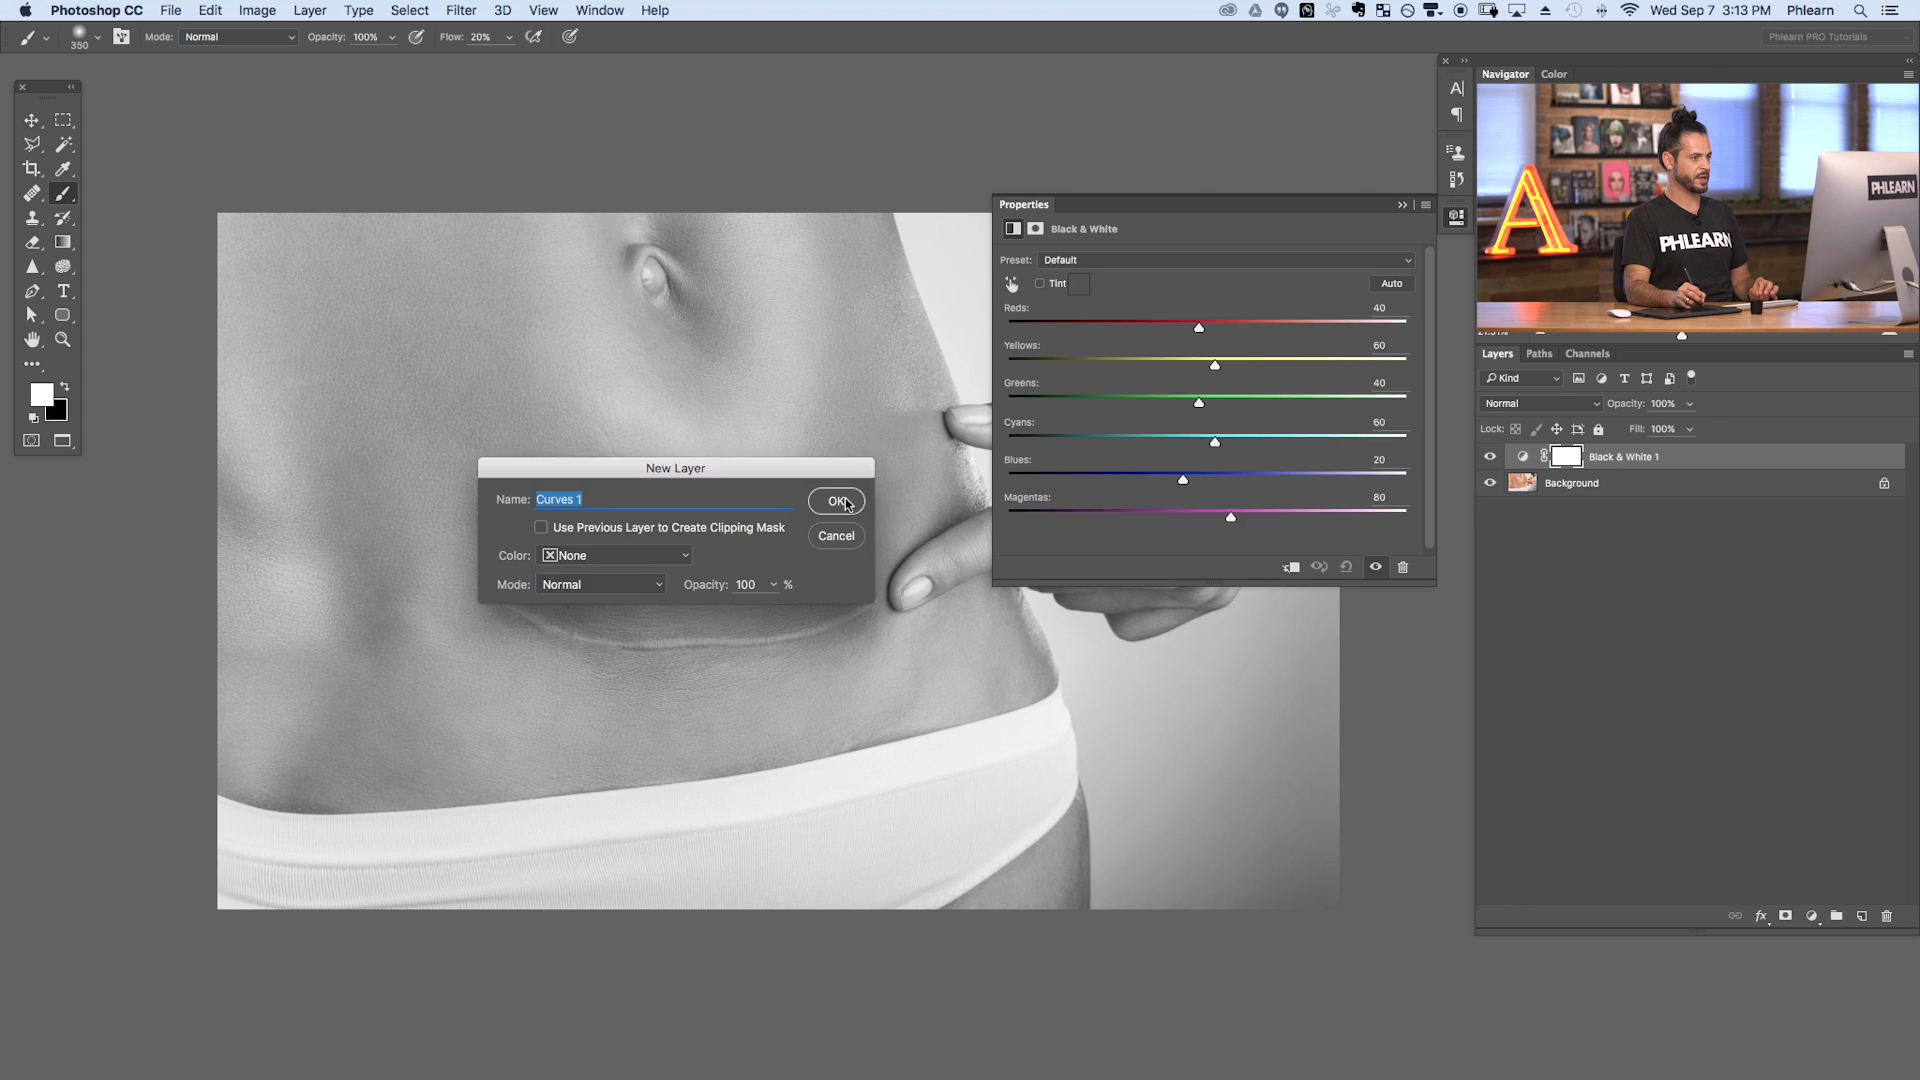 Photoshop CC File Edit Image Layer Type Select Filter 3D View Window Help Wed Sep 7 3:13 PM Phlearn
350 Mode: Normal Opacity: 100% Flow: 20% Phlearn PRO Tutorials
Navigator Color
A
PHLEARN
PHLEARN
Properties
Black & White
Preset: Default
Tint Auto
Reds: 40
Yellows: 60
Greens: 40
Cyans: 60
Blues: 20
Magentas: 80
New Layer
Name: Curves 1 OK
Use Previous Layer to Create Clipping Mask
Cancel
Color: None
Mode: Normal Opacity: 100 %
Layers Paths Channels
Kind
Normal Opacity: 100%
Lock: Fill: 100%
Black & White 1
Background
fx